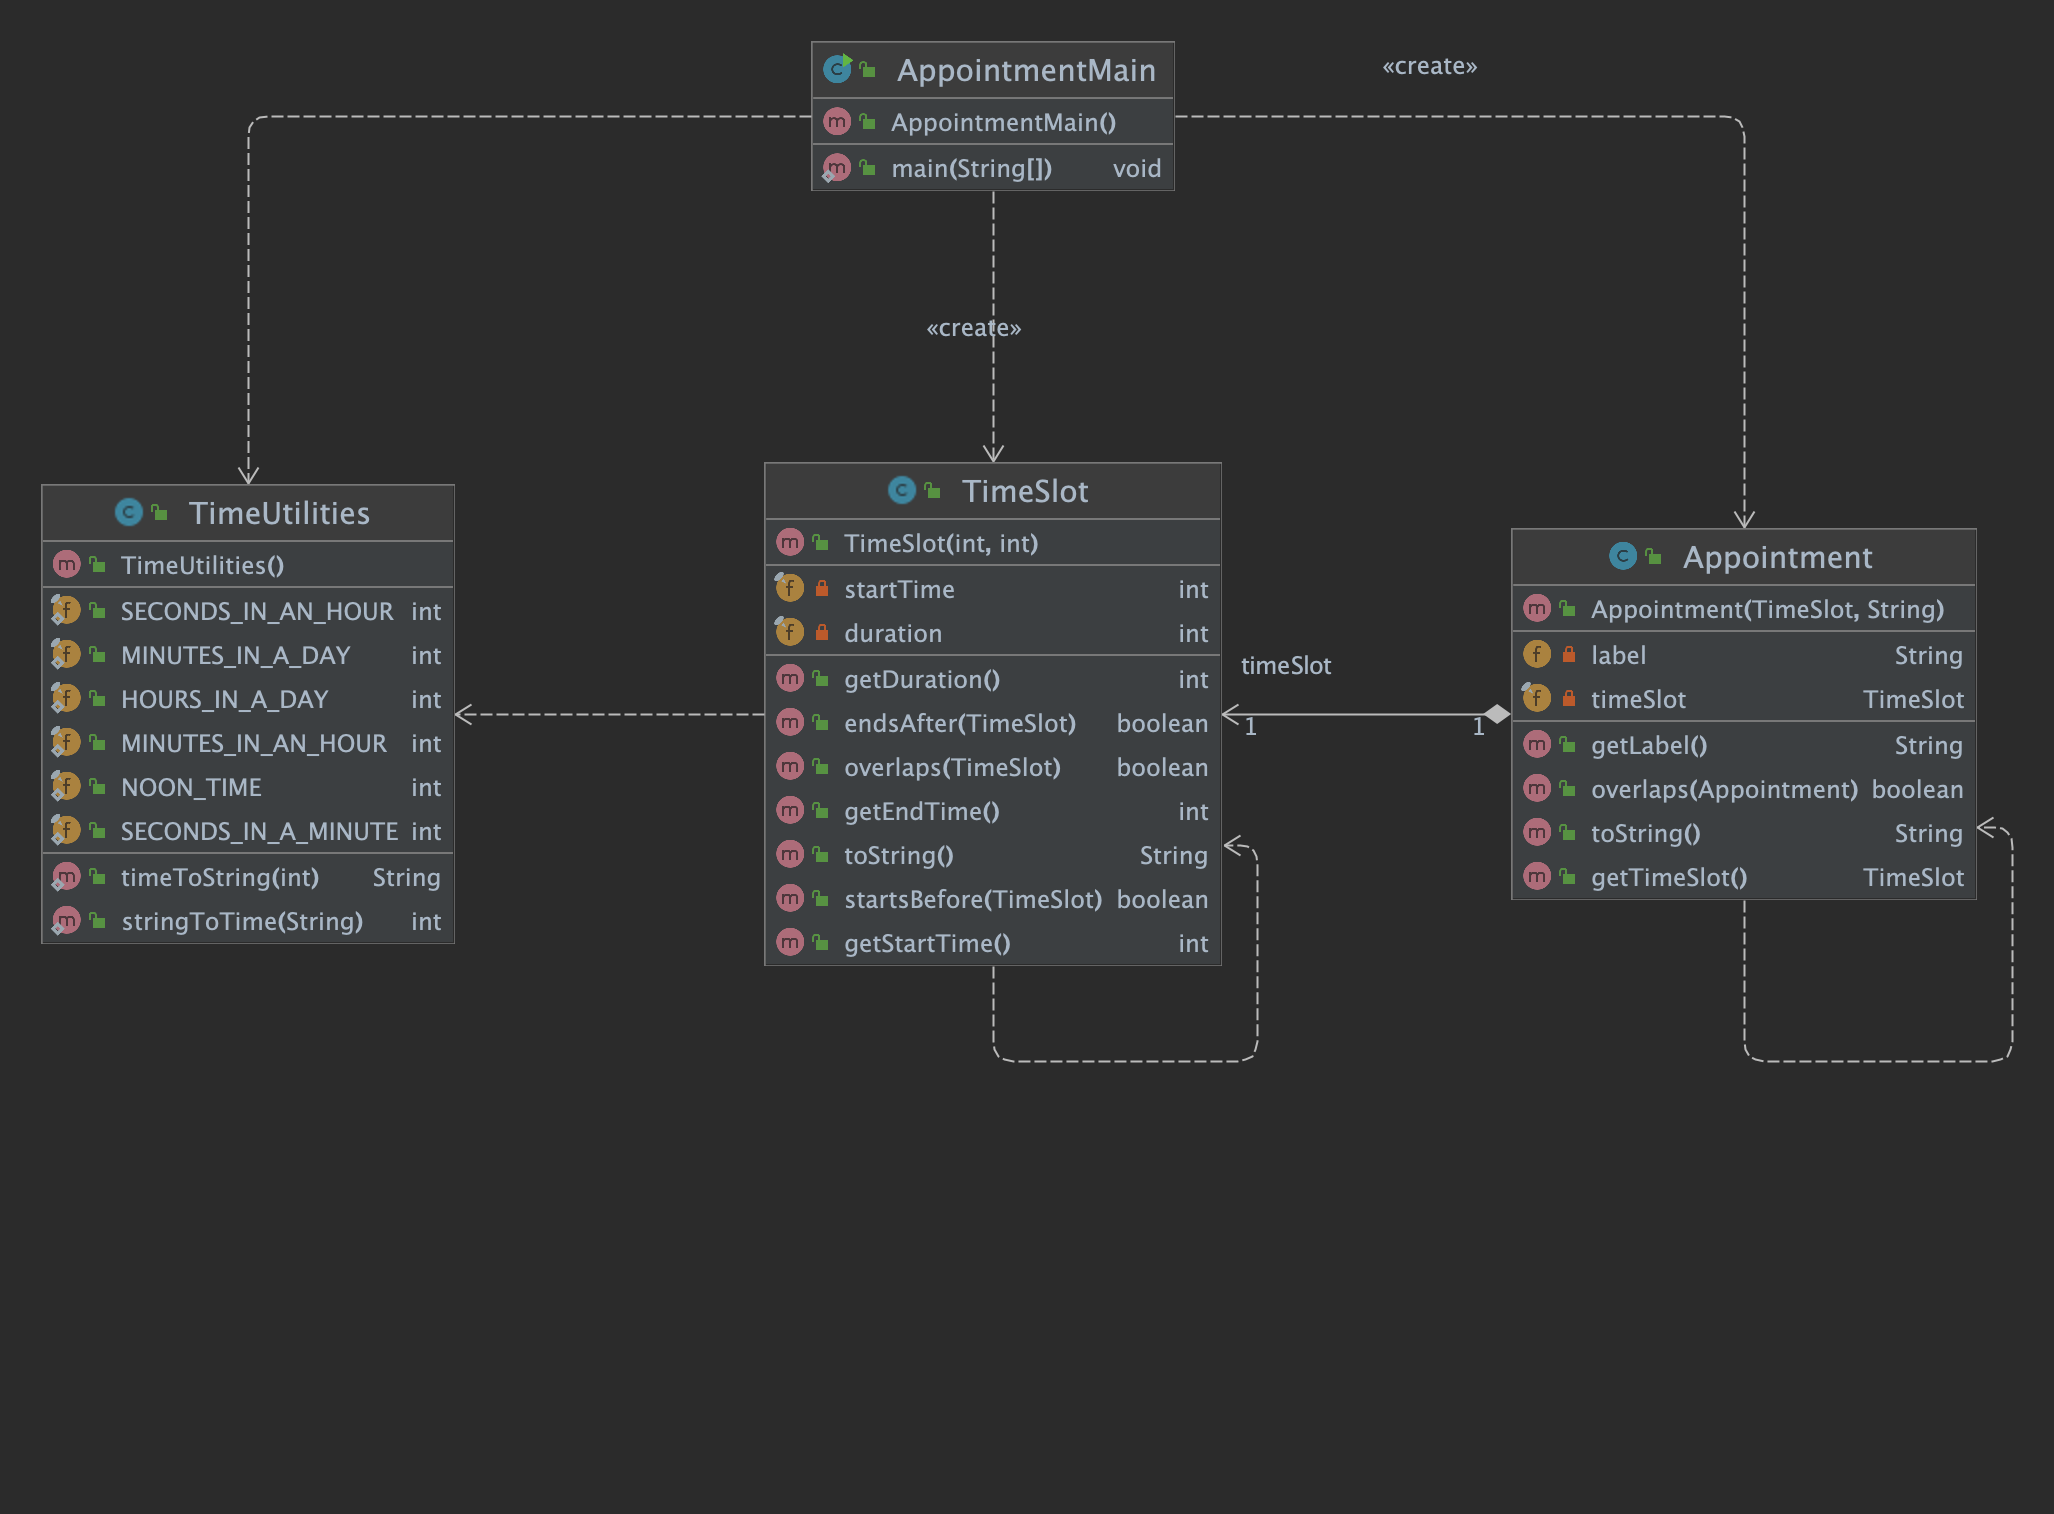 AppointmentMain
AppointmentMain()
main(String[]) void
«create»
«create»
TimeUtilities
TimeUtilities()
SECONDS_IN_AN_HOUR int
MINUTES_IN_A_DAY int
HOURS_IN_A_DAY int
MINUTES_IN_AN_HOUR int
NOON_TIME int
SECONDS_IN_A_MINUTE int
timeToString(int) String
stringToTime(String) int
TimeSlot
TimeSlot(int, int)
startTime int
duration int
getDuration() int
endsAfter(TimeSlot) boolean
overlaps(TimeSlot) boolean
getEndTime() int
toString() String
startsBefore(TimeSlot) boolean
getStartTime() int
timeSlot
1
1
Appointment
Appointment(TimeSlot, String)
label String
timeSlot TimeSlot
getLabel() String
overlaps(Appointment) boolean
toString() String
getTimeSlot() TimeSlot